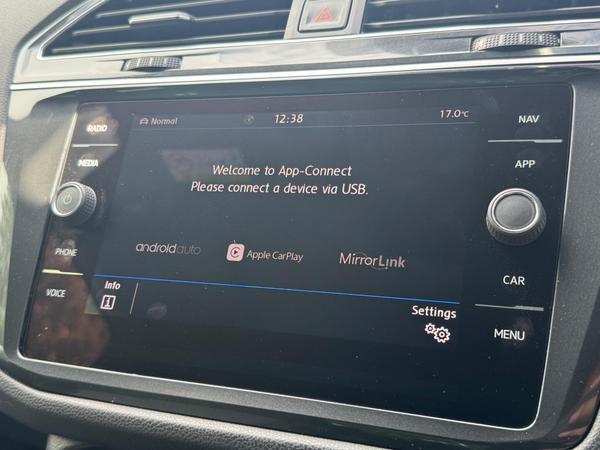 RADIO
MEDIA
PHONE
VOICE
Normal
12:38
17.0°C
Welcome to App-Connect
Please connect a device via USB.
androidauto
Apple CarPlay
MirrorLink
Info
i
Settings
NAV
APP
CAR
MENU